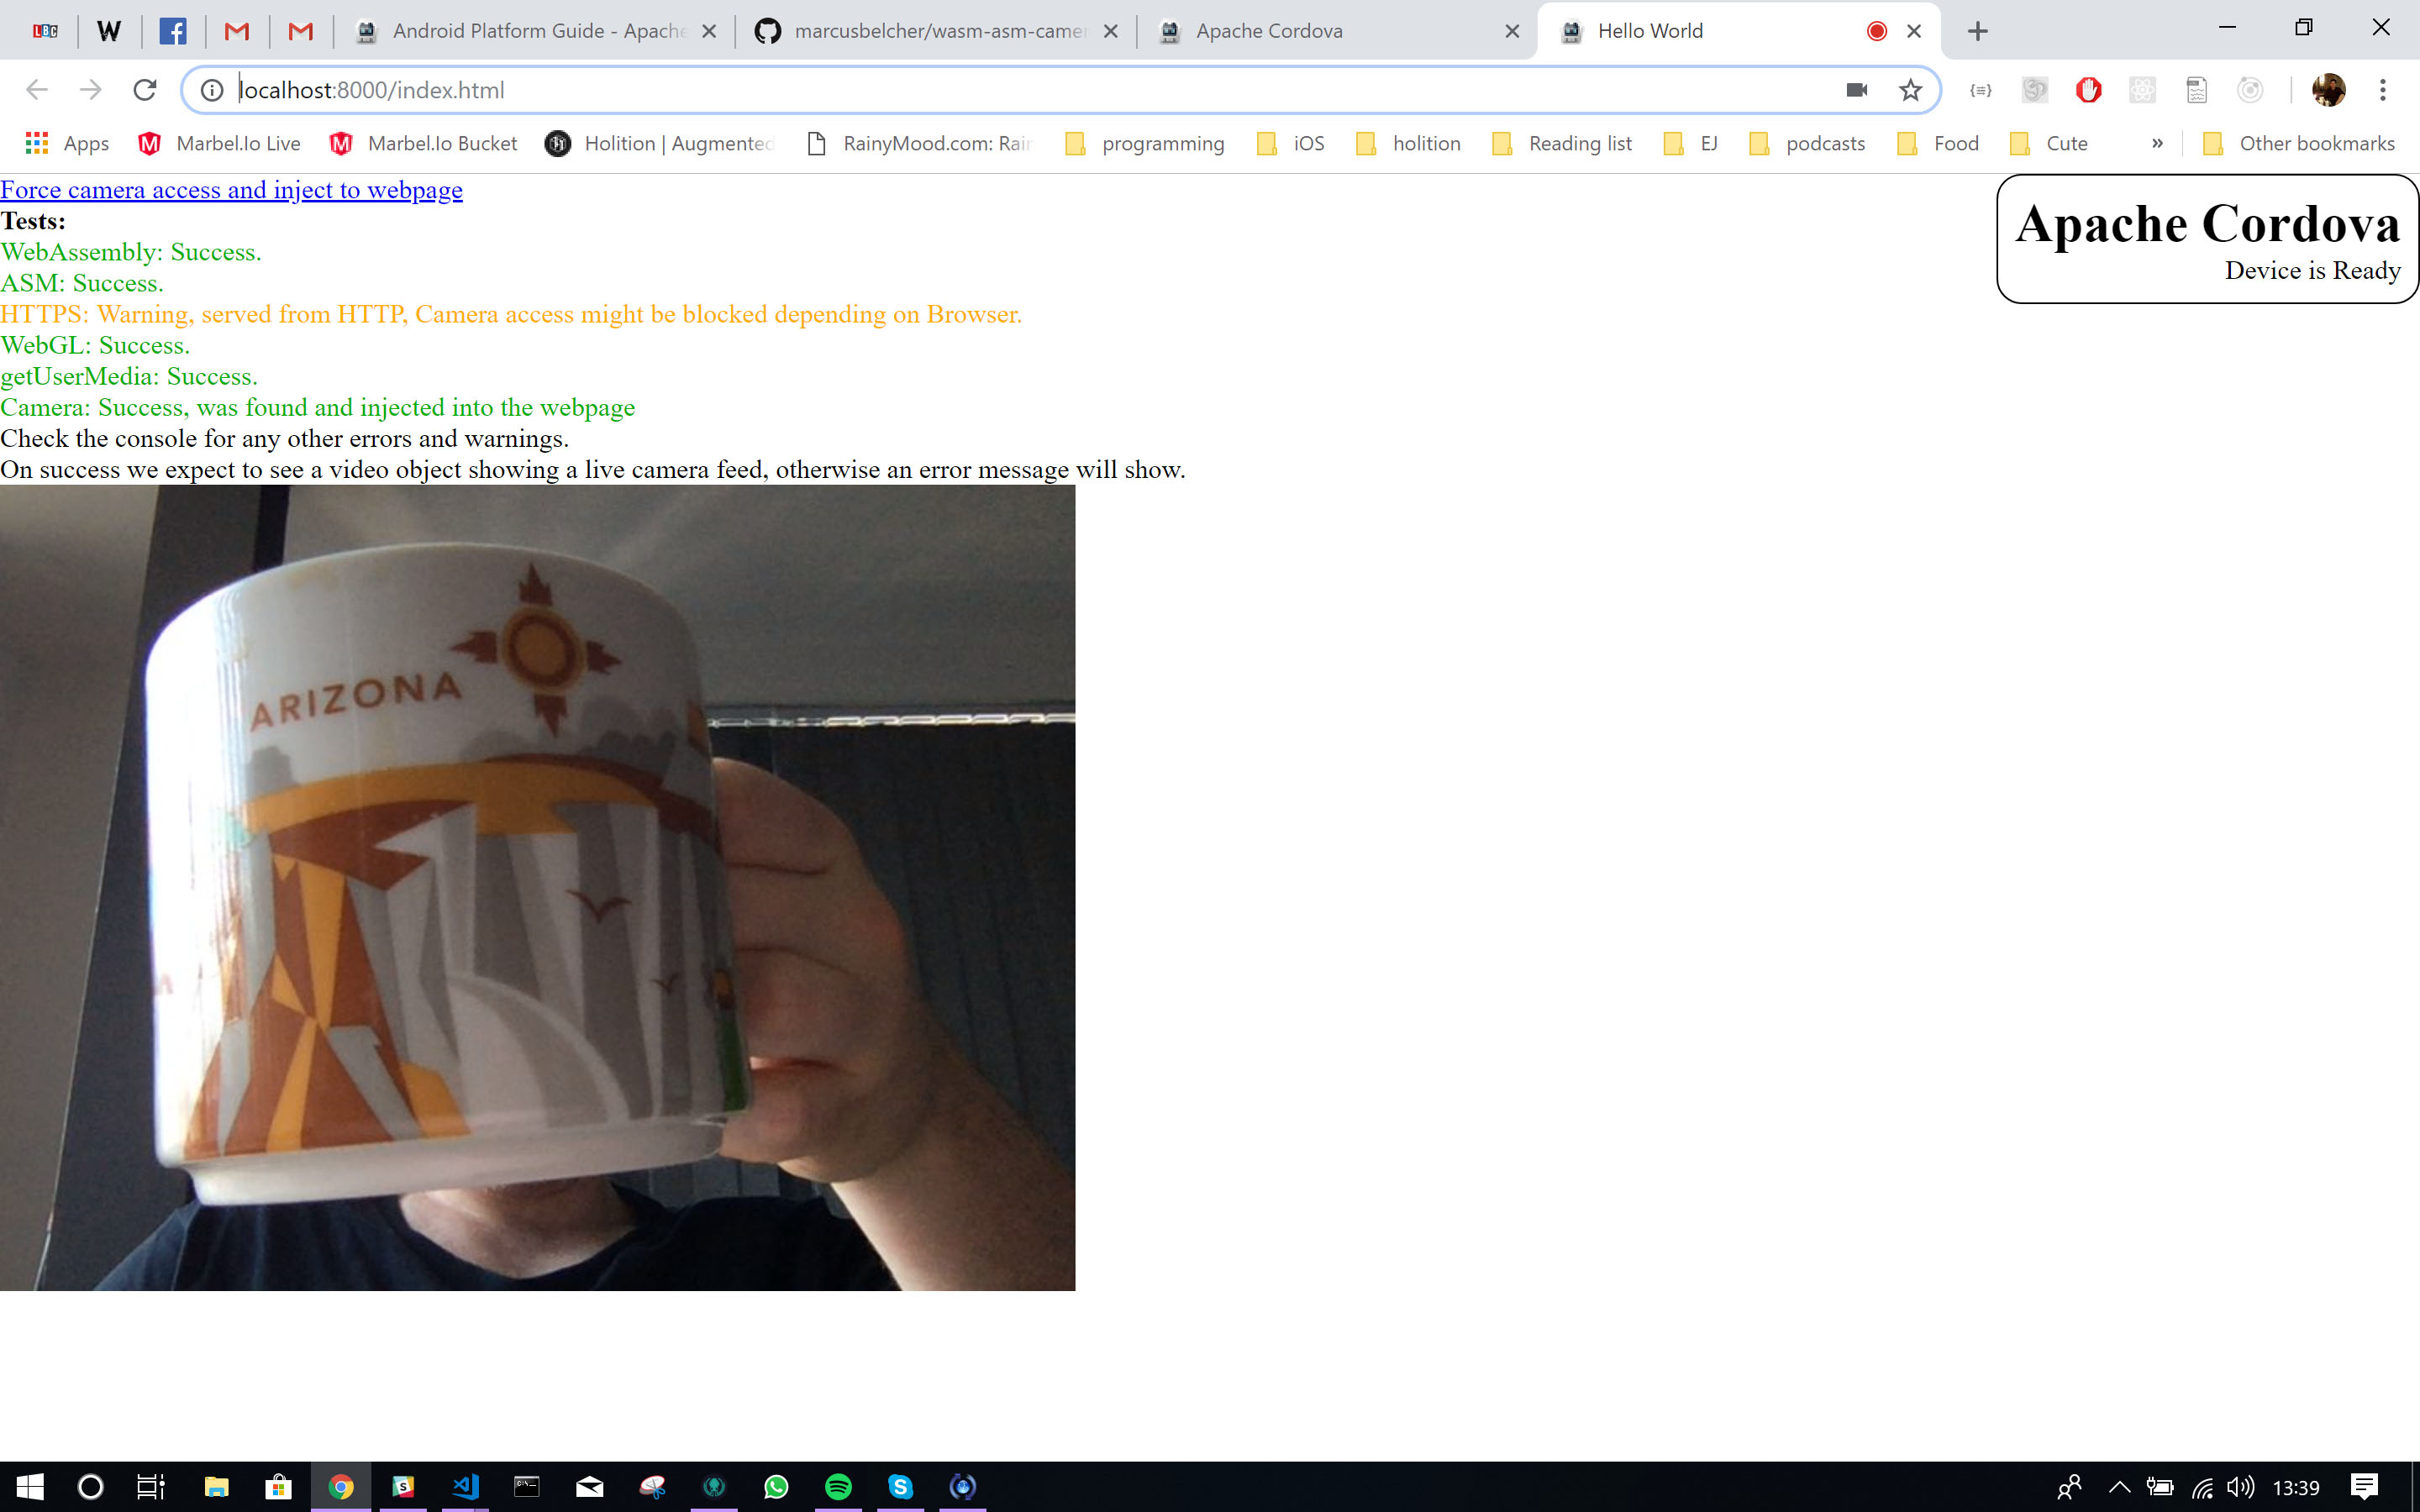 LBC
W
Android Platform Guide - Apache
marcusbelcher/wasm-asm-camer
Apache Cordova
Hello World
localhost:8000/index.html
Apps
Marbel.Io Live
Marbel.Io Bucket
Holition | Augmented
RainyMood.com: Rain
programming
iOS
holition
Reading list
EJ
podcasts
Food
Cute
»
Other bookmarks
Force camera access and inject to webpage
Tests:
WebAssembly: Success.
ASM: Success.
HTTPS: Warning, served from HTTP, Camera access might be blocked depending on Browser.
WebGL: Success.
getUserMedia: Success.
Camera: Success, was found and injected into the webpage
Check the console for any other errors and warnings.
On success we expect to see a video object showing a live camera feed, otherwise an error message will show.
Apache Cordova
Device is Ready
ARIZONA
13:39